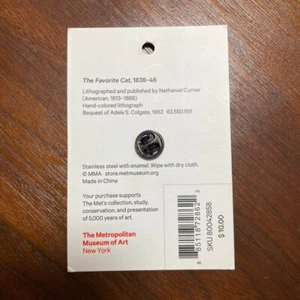 The Favorite Cat, 1838–46
Lithographed and published by Nathaniel Currier
(American, 1813–1888)
Hand-colored lithograph
Bequest of Adele S. Colgate, 1962 63.550.159
Stainless steel with enamel. Wipe with dry cloth.
© MMA store.metmuseum.org
Made in China
Your purchase supports
The Met's collection, study,
conservation, and presentation
of 5,000 years of art.
The Metropolitan
Museum of Art
New York
SKU 80042858
$ 10.00